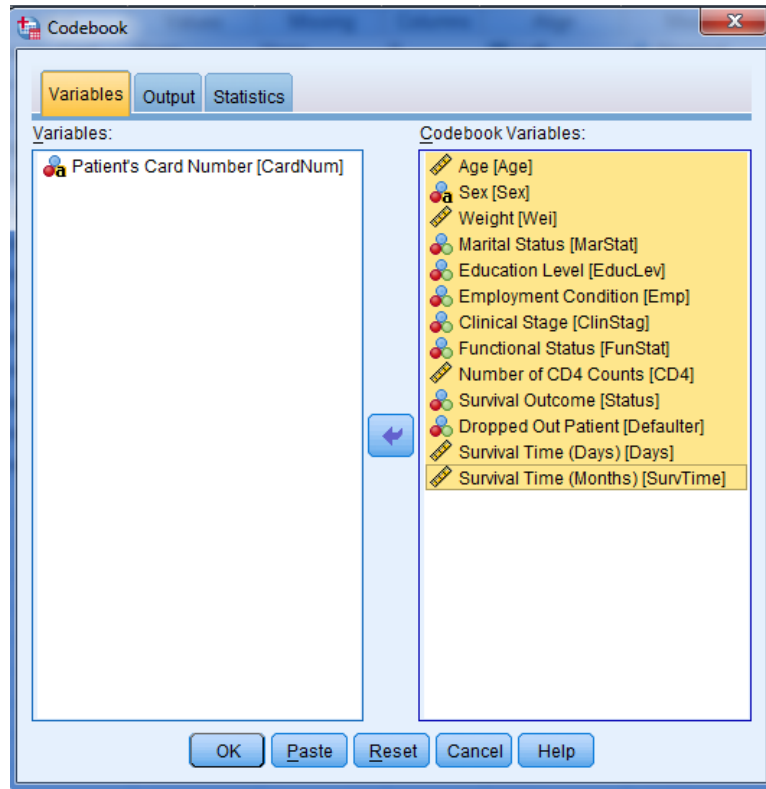 Codebook
Variables Output Statistics
Variables:
Patient's Card Number [CardNum]
Codebook Variables:
Age [Age]
Sex [Sex]
Weight [Wei]
Marital Status [MarStat]
Education Level [EducLev]
Employment Condition [Emp]
Clinical Stage [ClinStag]
Functional Status [FunStat]
Number of CD4 Counts [CD4]
Survival Outcome [Status]
Dropped Out Patient [Defaulter]
Survival Time (Days) [Days]
Survival Time (Months) [SurvTime]
OK Paste Reset Cancel Help